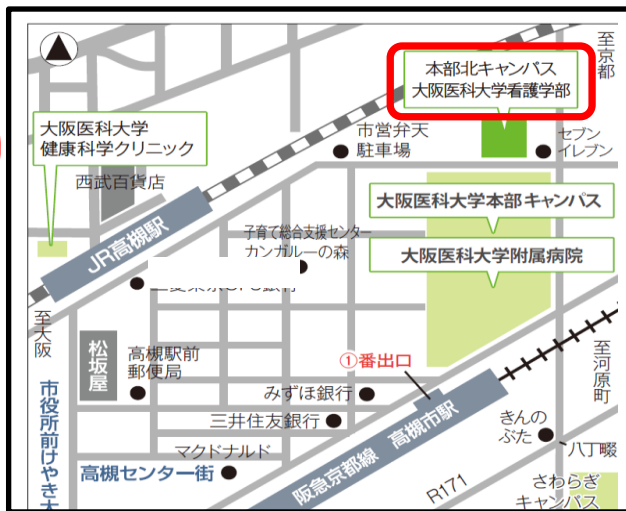 至京都
本部北キャンパス
大阪医科大学看護学部
大阪医科大学
健康科学クリニック
市営弁天
駐車場
セブン
イレブン
西武百貨店
大阪医科大学本部キャンパス
子育て総合支援センター
カンガルーの森
大阪医科大学附属病院
JR高槻駅
至大阪
松坂屋
高槻駅前
郵便局
①番出口
至河原町
みずほ銀行
三井住友銀行
きんの
ぶた
八丁畷
マクドナルド
高槻センター街
阪急京都線 高槻市駅
R171
さわらぎ
キャンパス
市役所前けやき